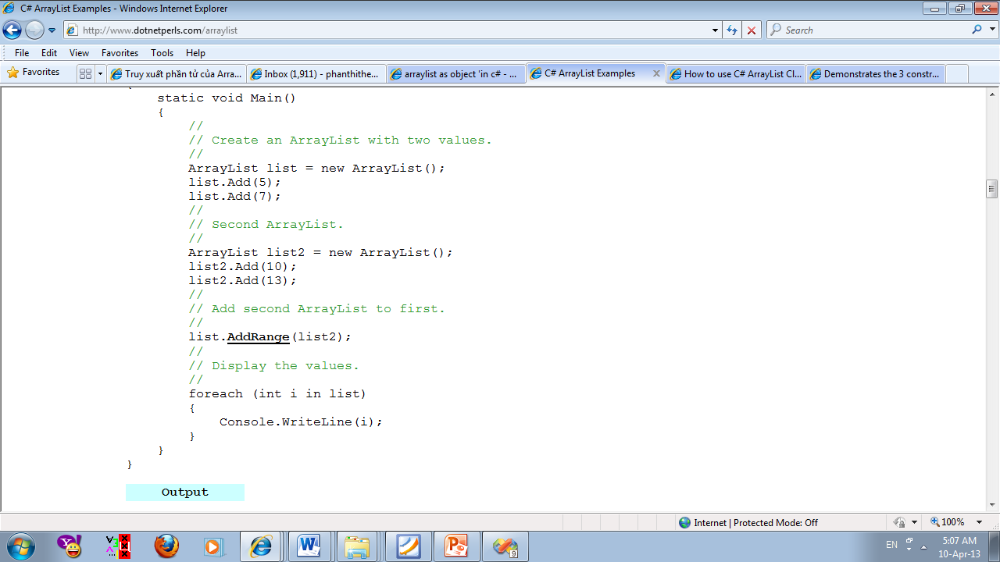 C# ArrayList Examples - Windows Internet Explorer
http://www.dotnetperls.com/arraylist
Search
File Edit View Favorites Tools Help
Favorites
Truy xuất phần tử của Arra...
Inbox (1,911) - phanthithe...
arraylist as object 'in c# - ...
C# ArrayList Examples
How to use C# ArrayList Cl...
Demonstrates the 3 constr...
static void Main()
{
//
// Create an ArrayList with two values.
//
ArrayList list = new ArrayList();
list.Add(5);
list.Add(7);
//
// Second ArrayList.
//
ArrayList list2 = new ArrayList();
list2.Add(10);
list2.Add(13);
//
// Add second ArrayList to first.
//
list.AddRange(list2);
//
// Display the values.
//
foreach (int i in list)
{
Console.WriteLine(i);
}
}
}
Output
Internet | Protected Mode: Off
100%
EN
5:07 AM
10-Apr-13